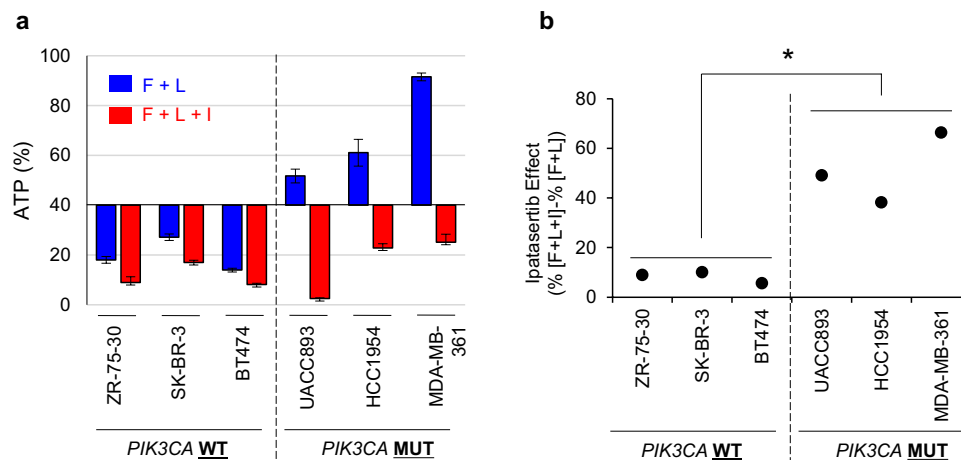 a
100
80
60
40
20
0
ATP (%)
F + L
F + L + I
ZR-75-30
SK-BR-3
BT474
UACC893
HCC1954
MDA-MB-
361
PIK3CA WT
PIK3CA MUT
b
*
80
60
40
20
0
Ipatasertib Effect
(% [F+L+I]-% [F+L])
ZR-75-30
SK-BR-3
BT474
UACC893
HCC1954
MDA-MB-361
PIK3CA WT
PIK3CA MUT